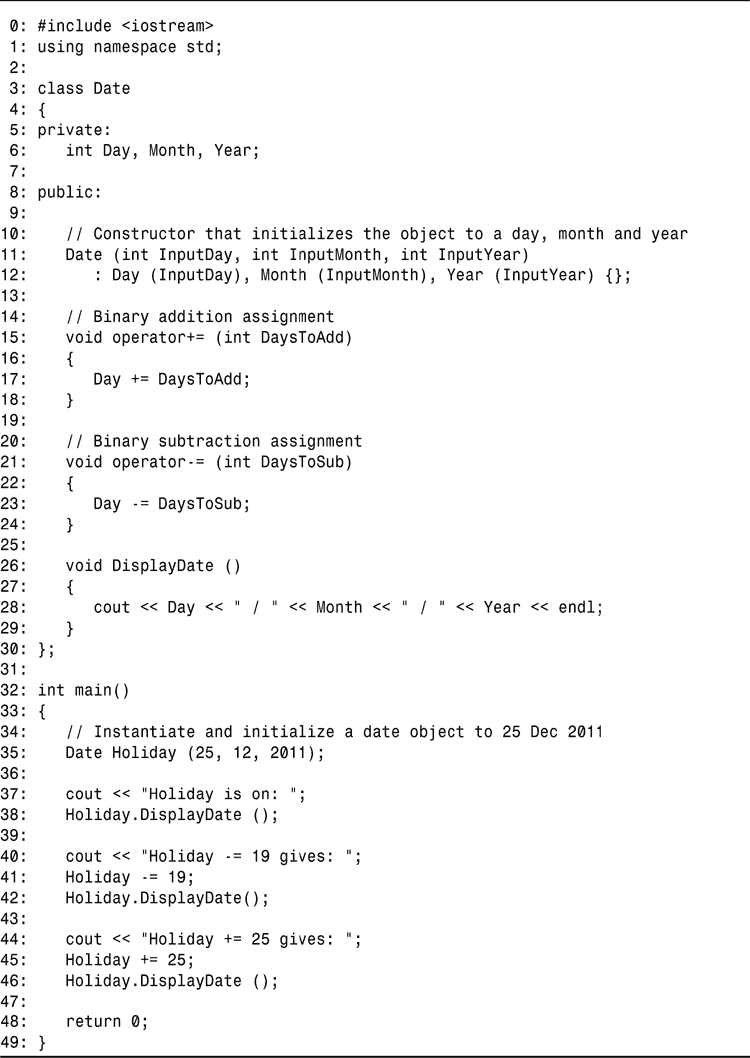 0: #include <iostream>
1: using namespace std;
2:
3: class Date
4: {
5: private:
6:    int Day, Month, Year;
7:
8: public:
9:
10:    // Constructor that initializes the object to a day, month and year
11:    Date (int InputDay, int InputMonth, int InputYear)
12:       : Day (InputDay), Month (InputMonth), Year (InputYear) {};
13:
14:    // Binary addition assignment
15:    void operator+= (int DaysToAdd)
16:    {
17:       Day += DaysToAdd;
18:    }
19:
20:    // Binary subtraction assignment
21:    void operator-= (int DaysToSub)
22:    {
23:       Day -= DaysToSub;
24:    }
25:
26:    void DisplayDate ()
27:    {
28:       cout << Day << " / " << Month << " / " << Year << endl;
29:    }
30: };
31:
32: int main()
33: {
34:    // Instantiate and initialize a date object to 25 Dec 2011
35:    Date Holiday (25, 12, 2011);
36:
37:    cout << "Holiday is on: ";
38:    Holiday.DisplayDate ();
39:
40:    cout << "Holiday -= 19 gives: ";
41:    Holiday -= 19;
42:    Holiday.DisplayDate();
43:
44:    cout << "Holiday += 25 gives: ";
45:    Holiday += 25;
46:    Holiday.DisplayDate ();
47:
48:    return 0;
49: }